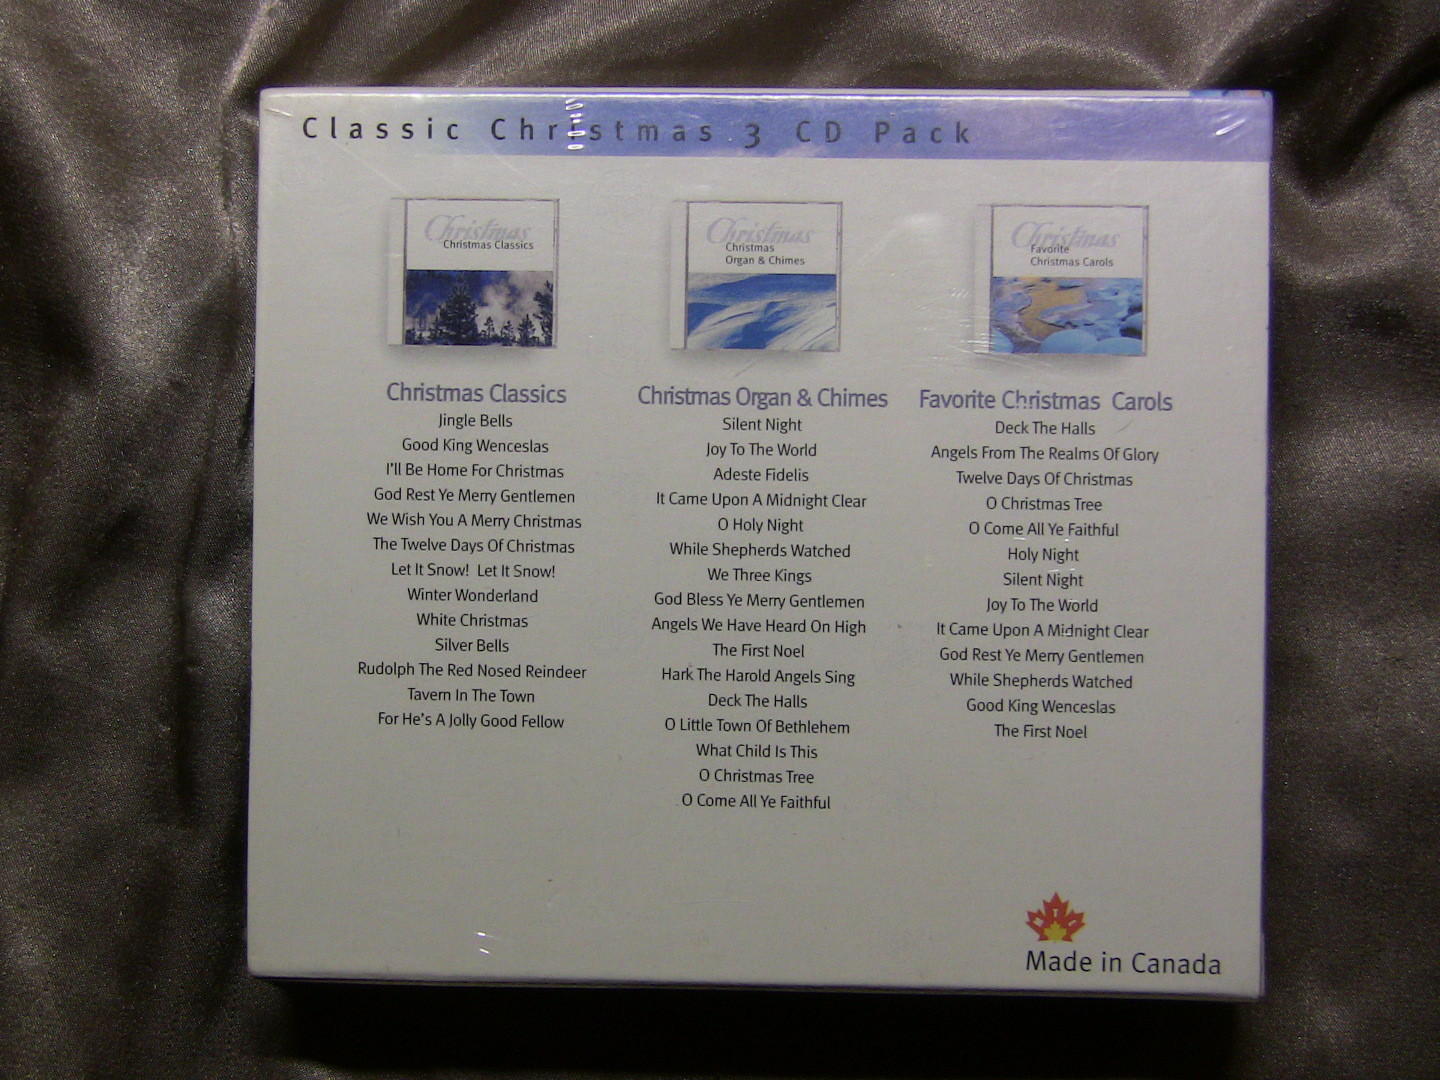 Classic Christmas 3 CD Pack
Christmas
Christmas Classics
Christmas
Christmas
Organ & Chimes
Christmas
Favorite
Christmas Carols
Christmas Classics
Jingle Bells
Good King Wenceslas
I'll Be Home For Christmas
God Rest Ye Merry Gentlemen
We Wish You A Merry Christmas
The Twelve Days Of Christmas
Let It Snow! Let It Snow!
Winter Wonderland
White Christmas
Silver Bells
Rudolph The Red Nosed Reindeer
Tavern In The Town
For He's A Jolly Good Fellow
Christmas Organ & Chimes
Silent Night
Joy To The World
Adeste Fidelis
It Came Upon A Midnight Clear
O Holy Night
While Shepherds Watched
We Three Kings
God Bless Ye Merry Gentlemen
Angels We Have Heard On High
The First Noel
Hark The Harold Angels Sing
Deck The Halls
O Little Town Of Bethlehem
What Child Is This
O Christmas Tree
O Come All Ye Faithful
Favorite Christmas Carols
Deck The Halls
Angels From The Realms Of Glory
Twelve Days Of Christmas
O Christmas Tree
O Come All Ye Faithful
Holy Night
Silent Night
Joy To The World
It Came Upon A Midnight Clear
God Rest Ye Merry Gentlemen
While Shepherds Watched
Good King Wenceslas
The First Noel
Made in Canada